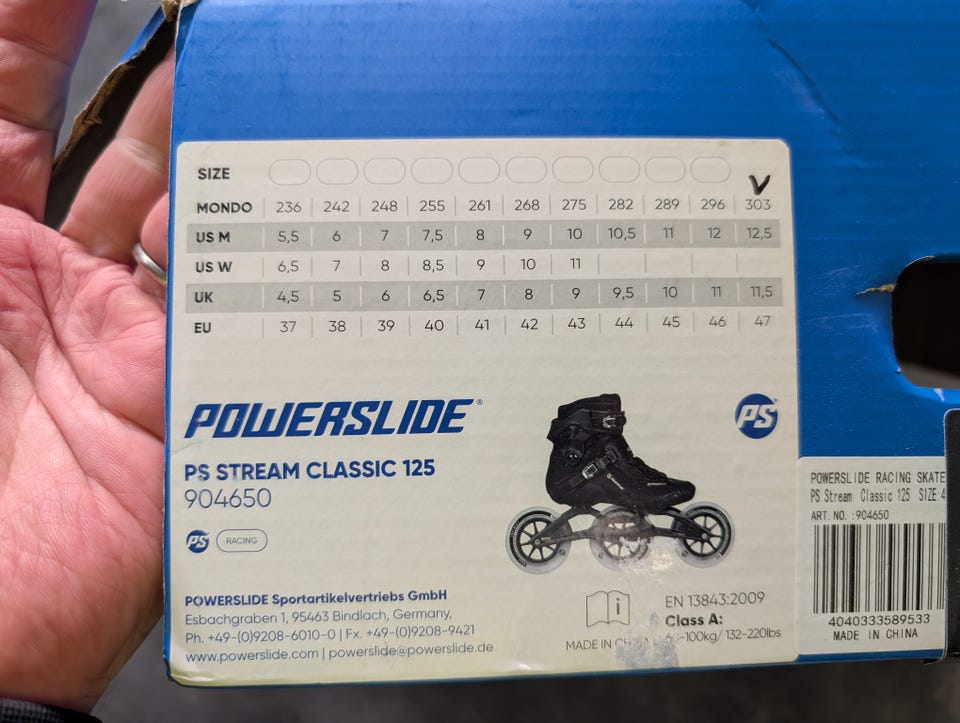 SIZE
MONDO 236 242 248 255 261 268 275 282 289 296 303
US M 5,5 6 7 7,5 8 9 10 10,5 11 12 12,5
US W 6,5 7 8 8,5 9 10 11
UK 4,5 5 6 6,5 7 8 9 9,5 10 11 11,5
EU 37 38 39 40 41 42 43 44 45 46 47
POWERSLIDE®
PS
PS STREAM CLASSIC 125
904650
PS RACING
POWERSLIDE Sportartikelvertriebs GmbH
Esbachgraben 1, 95463 Bindlach, Germany,
Ph. +49-(0)9208-6010-0 | Fx. +49-(0)9208-9421
www.powerslide.com | powerslide@powerslide.de
i
EN 13843:2009
Class A:
MADE IN -100kg/ 132-220lbs
POWERSLIDE RACING SKATE
PS Stream Classic 125 SIZE:4
ART. NO. :904650
4040333589533
MADE IN CHINA